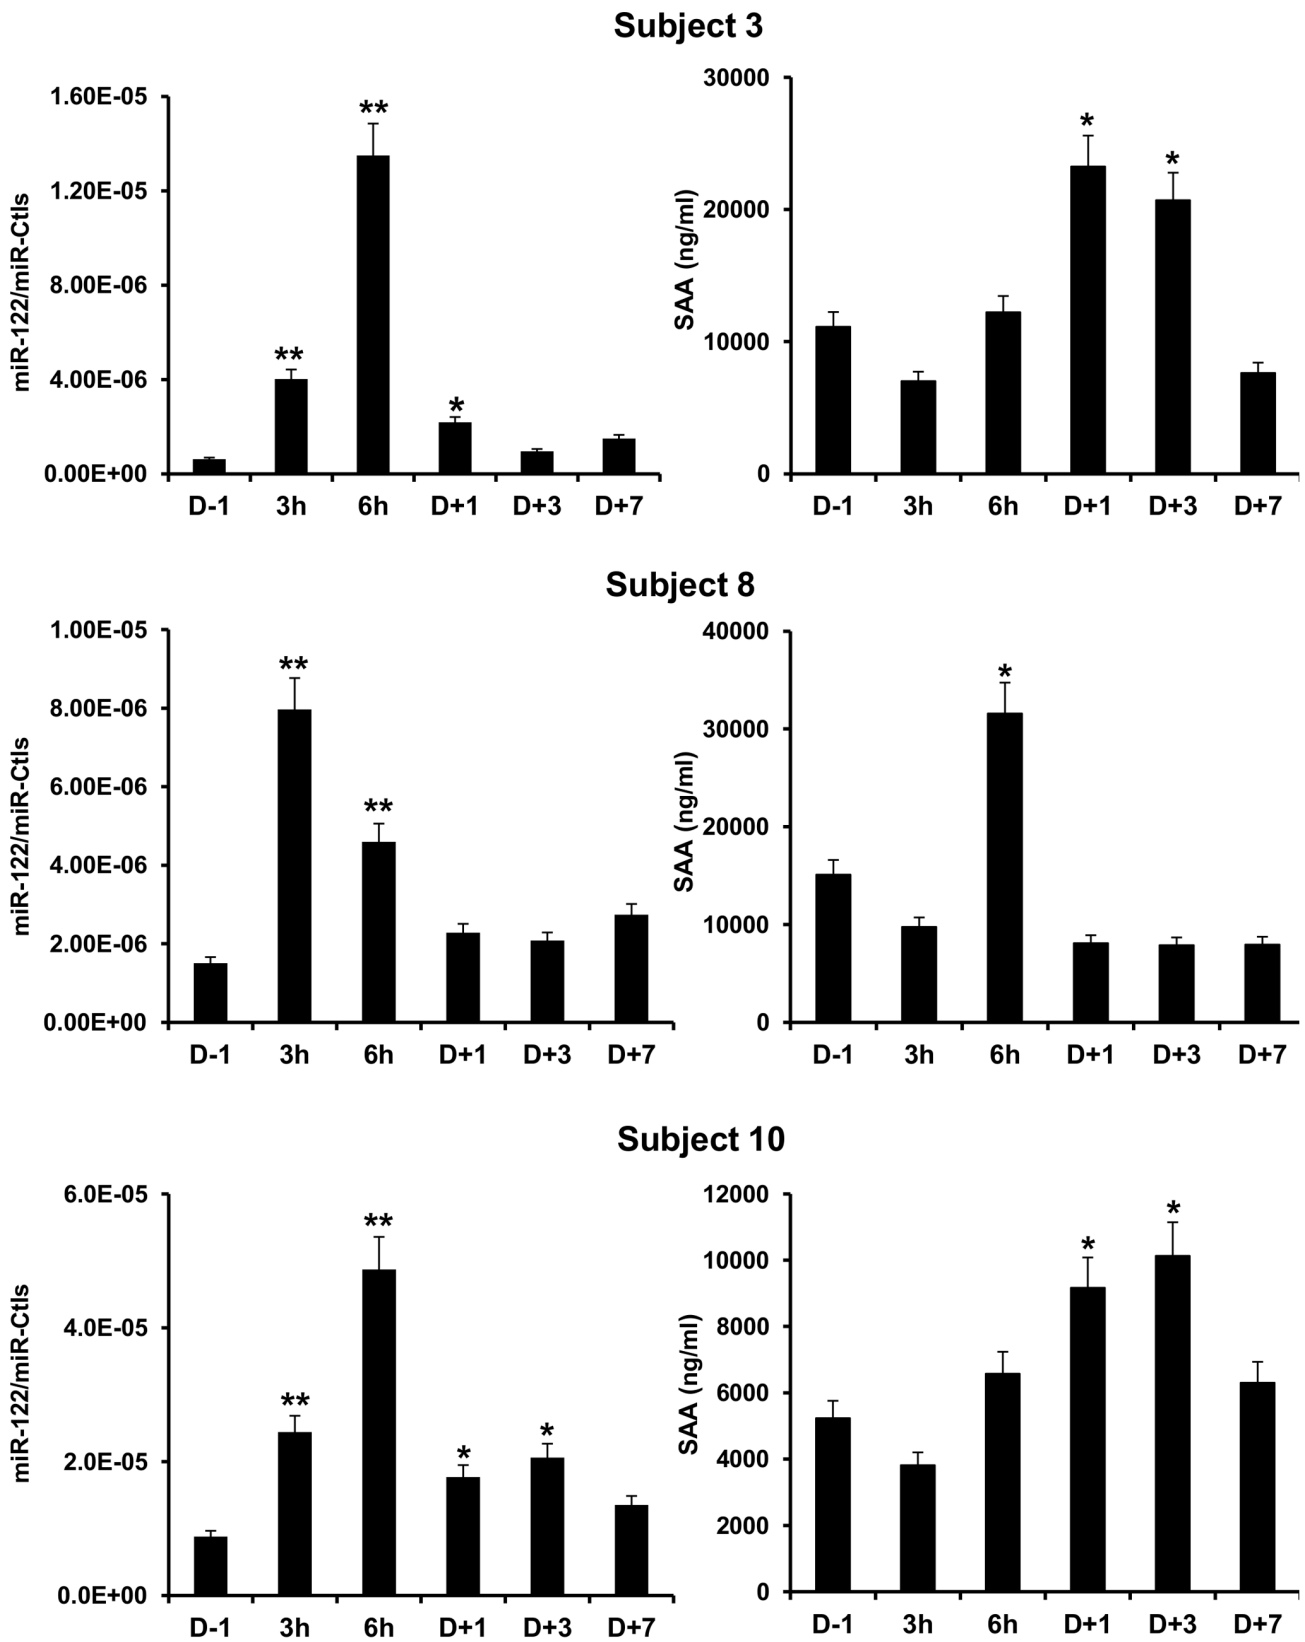 Subject 3
miR-122/miR-Ctls
1.60E-05
1.20E-05
8.00E-06
4.00E-06
0.00E+00
** ** *
D-1 3h 6h D+1 D+3 D+7
SAA (ng/ml)
30000
20000
10000
0
* *
D-1 3h 6h D+1 D+3 D+7
Subject 8
miR-122/miR-Ctls
1.00E-05
8.00E-06
6.00E-06
4.00E-06
2.00E-06
0.00E+00
** **
D-1 3h 6h D+1 D+3 D+7
SAA (ng/ml)
40000
30000
20000
10000
0
*
D-1 3h 6h D+1 D+3 D+7
Subject 10
miR-122/miR-Ctls
6.0E-05
4.0E-05
2.0E-05
0.0E+00
** ** * *
D-1 3h 6h D+1 D+3 D+7
SAA (ng/ml)
12000
10000
8000
6000
4000
2000
0
* *
D-1 3h 6h D+1 D+3 D+7